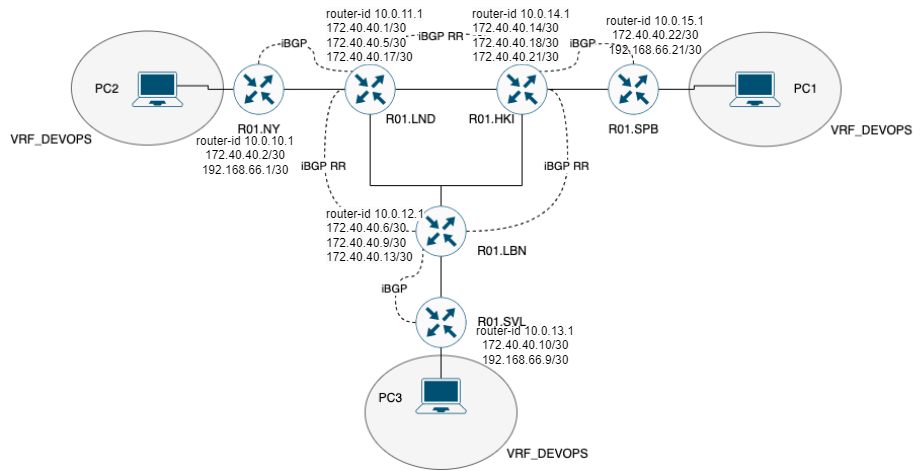 router-id 10.0.11.1
172.40.40.1/30
172.40.40.5/30
172.40.40.17/30
router-id 10.0.14.1
172.40.40.14/30
172.40.40.18/30
172.40.40.21/30
router-id 10.0.15.1
172.40.40.22/30
192.168.66.21/30
iBGP
iBGP RR
iBGP
PC2
PC1
R01.NY
R01.LND
R01.HKI
R01.SPB
VRF_DEVOPS
VRF_DEVOPS
router-id 10.0.10.1
172.40.40.2/30
192.168.66.1/30
iBGP RR
iBGP RR
router-id 10.0.12.1
172.40.40.6/30
172.40.40.9/30
172.40.40.13/30
R01.LBN
iBGP
R01.SVL
router-id 10.0.13.1
172.40.40.10/30
192.168.66.9/30
PC3
VRF_DEVOPS